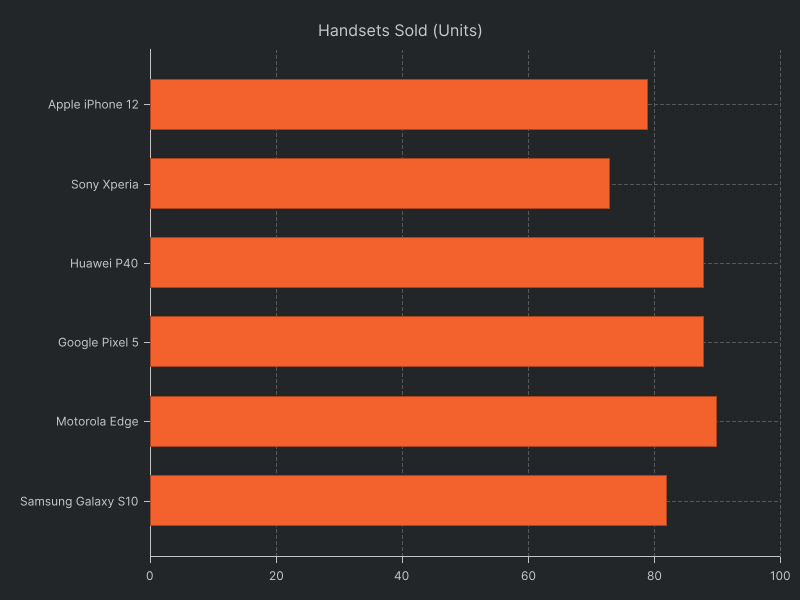 Handsets Sold (Units)
Apple iPhone 12
Sony Xperia
Huawei P40
Google Pixel 5
Motorola Edge
Samsung Galaxy S10
0 20 40 60 80 100